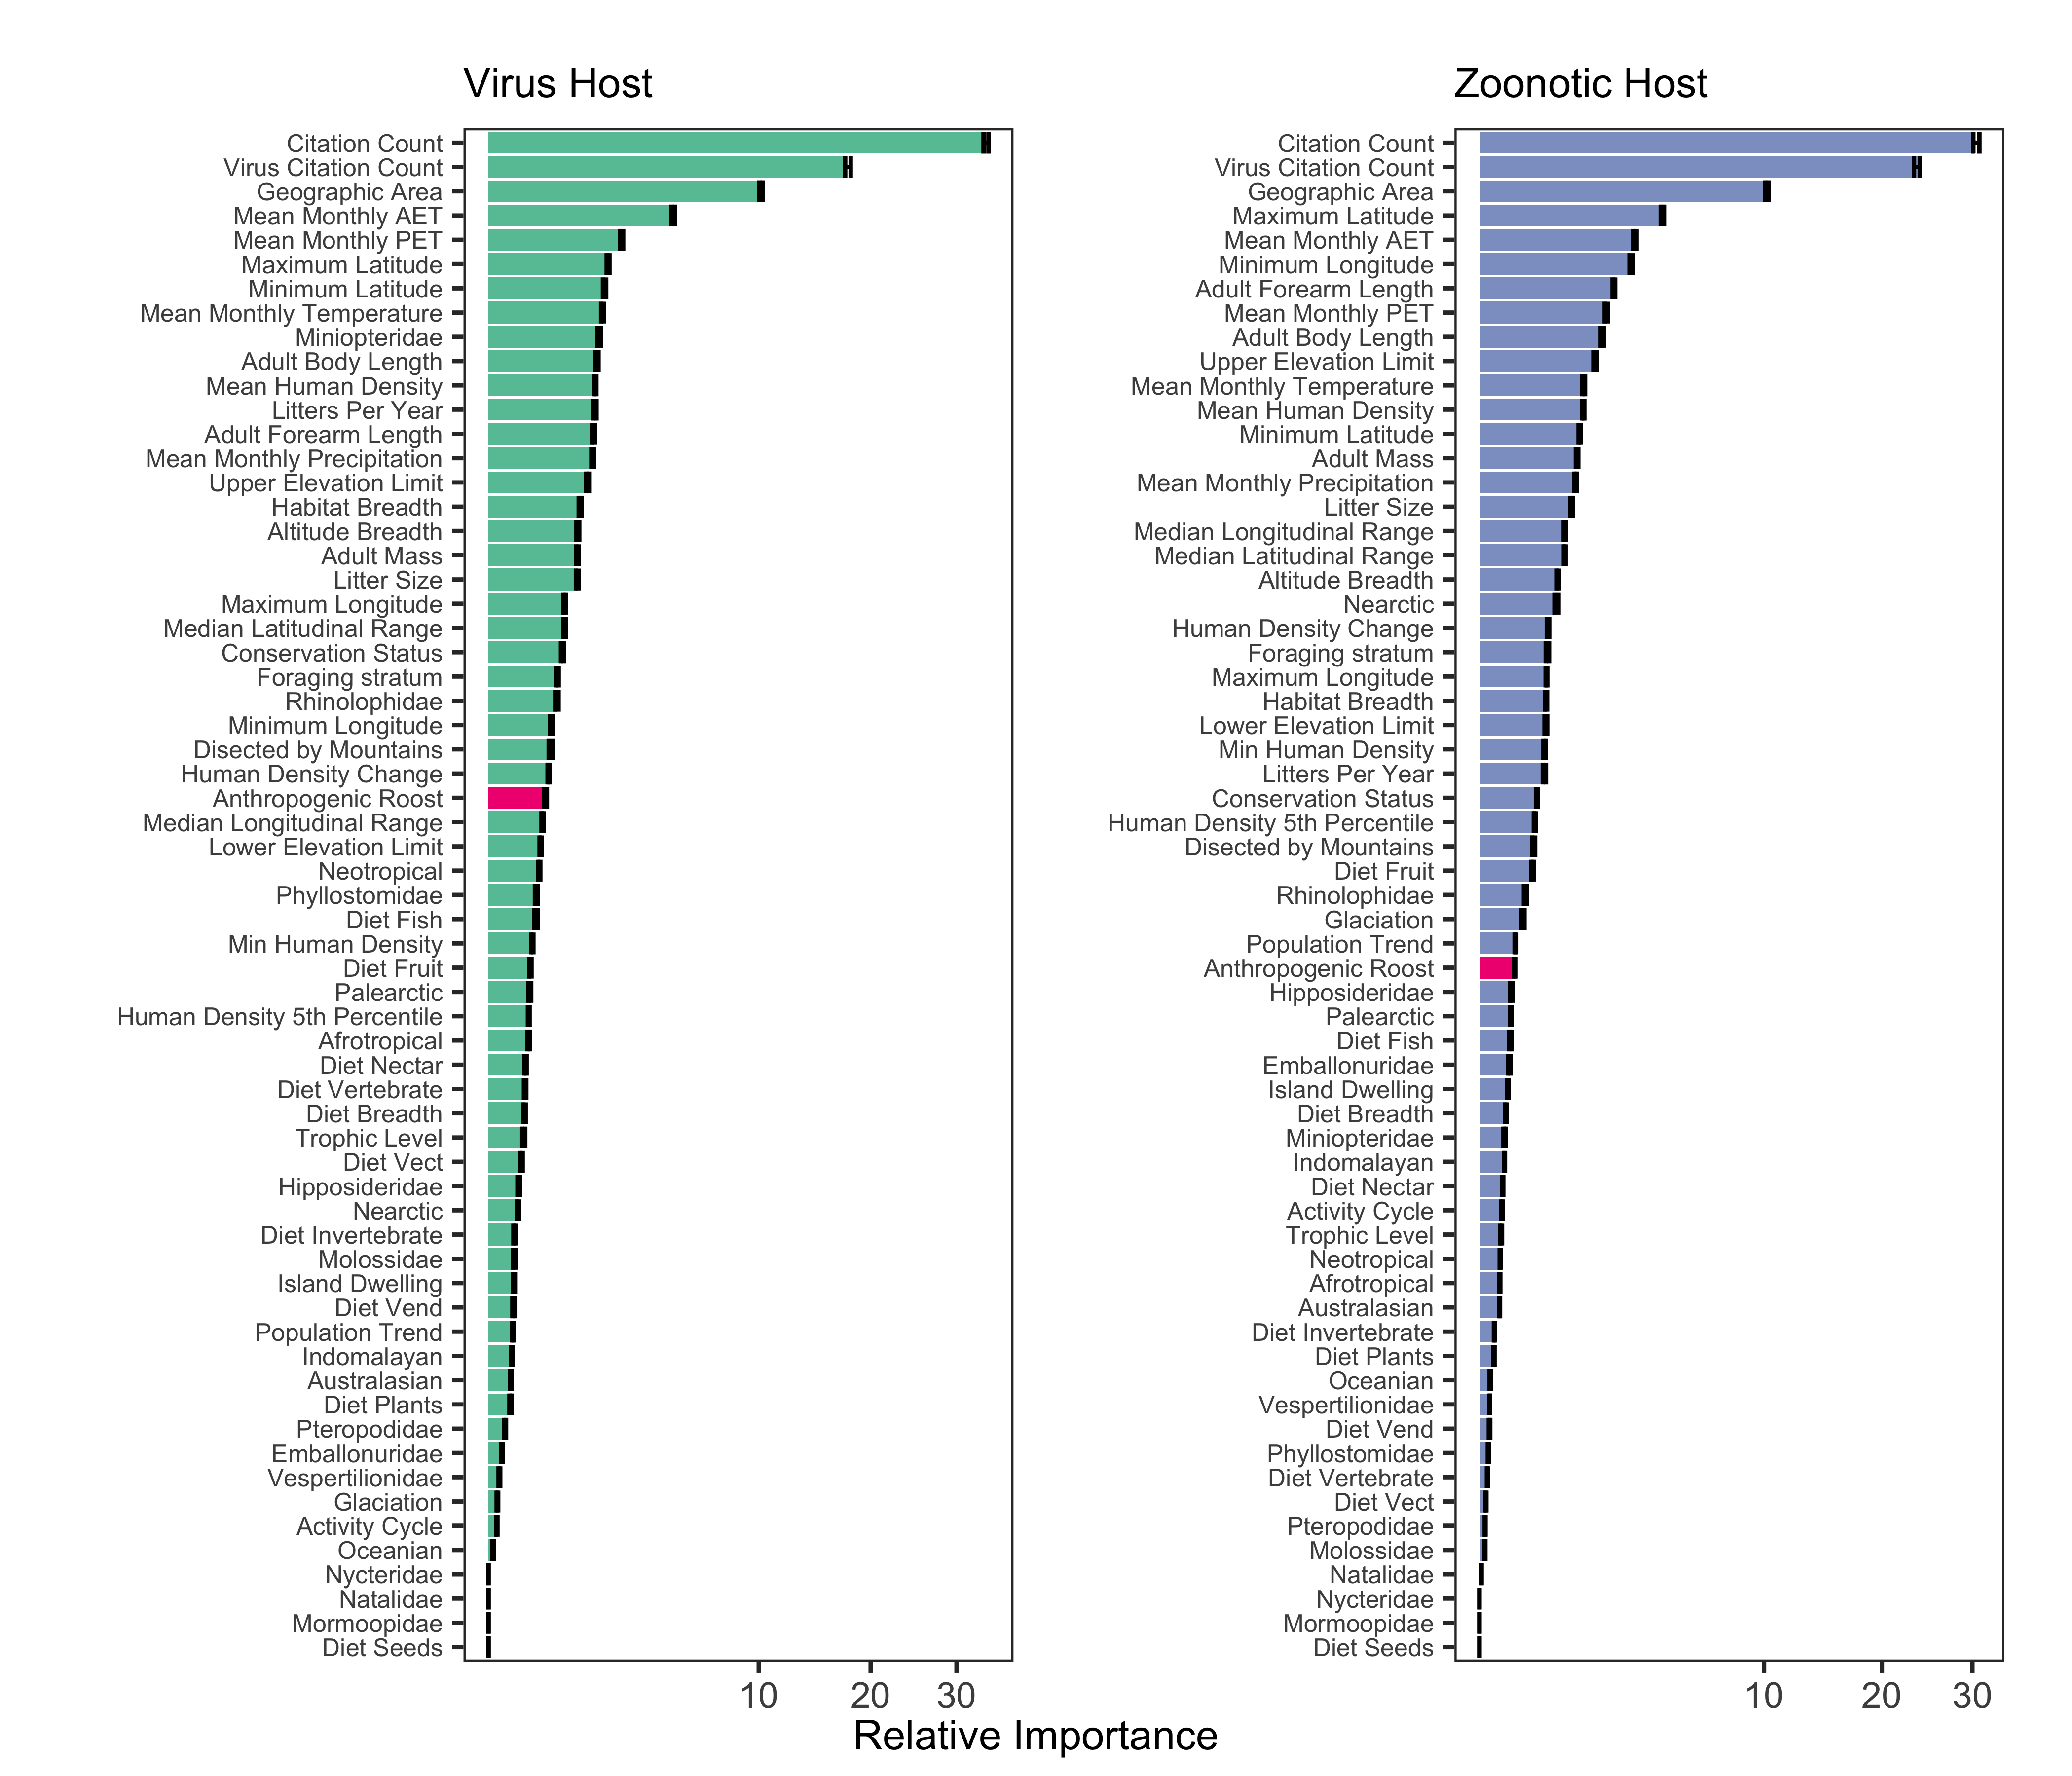 Virus Host
Citation Count
Virus Citation Count
Geographic Area
Mean Monthly AET
Mean Monthly PET
Maximum Latitude
Minimum Latitude
Mean Monthly Temperature
Miniopteridae
Adult Body Length
Mean Human Density
Litters Per Year
Adult Forearm Length
Mean Monthly Precipitation
Upper Elevation Limit
Habitat Breadth
Altitude Breadth
Adult Mass
Litter Size
Maximum Longitude
Median Latitudinal Range
Conservation Status
Foraging stratum
Rhinolophidae
Minimum Longitude
Disected by Mountains
Human Density Change
Anthropogenic Roost
Median Longitudinal Range
Lower Elevation Limit
Neotropical
Phyllostomidae
Diet Fish
Min Human Density
Diet Fruit
Palearctic
Human Density 5th Percentile
Afrotropical
Diet Nectar
Diet Vertebrate
Diet Breadth
Trophic Level
Diet Vect
Hipposideridae
Nearctic
Diet Invertebrate
Molossidae
Island Dwelling
Diet Vend
Population Trend
Indomalayan
Australasian
Diet Plants
Pteropodidae
Emballonuridae
Vespertilionidae
Glaciation
Activity Cycle
Oceanian
Nycteridae
Natalidae
Mormoopidae
Diet Seeds
10 20 30
Zoonotic Host
Citation Count
Virus Citation Count
Geographic Area
Maximum Latitude
Mean Monthly AET
Minimum Longitude
Adult Forearm Length
Mean Monthly PET
Adult Body Length
Upper Elevation Limit
Mean Monthly Temperature
Mean Human Density
Minimum Latitude
Adult Mass
Mean Monthly Precipitation
Litter Size
Median Longitudinal Range
Median Latitudinal Range
Altitude Breadth
Nearctic
Human Density Change
Foraging stratum
Maximum Longitude
Habitat Breadth
Lower Elevation Limit
Min Human Density
Litters Per Year
Conservation Status
Human Density 5th Percentile
Disected by Mountains
Diet Fruit
Rhinolophidae
Glaciation
Population Trend
Anthropogenic Roost
Hipposideridae
Palearctic
Diet Fish
Emballonuridae
Island Dwelling
Diet Breadth
Miniopteridae
Indomalayan
Diet Nectar
Activity Cycle
Trophic Level
Neotropical
Afrotropical
Australasian
Diet Invertebrate
Diet Plants
Oceanian
Vespertilionidae
Diet Vend
Phyllostomidae
Diet Vertebrate
Diet Vect
Pteropodidae
Molossidae
Natalidae
Nycteridae
Mormoopidae
Diet Seeds
10 20 30
Relative Importance